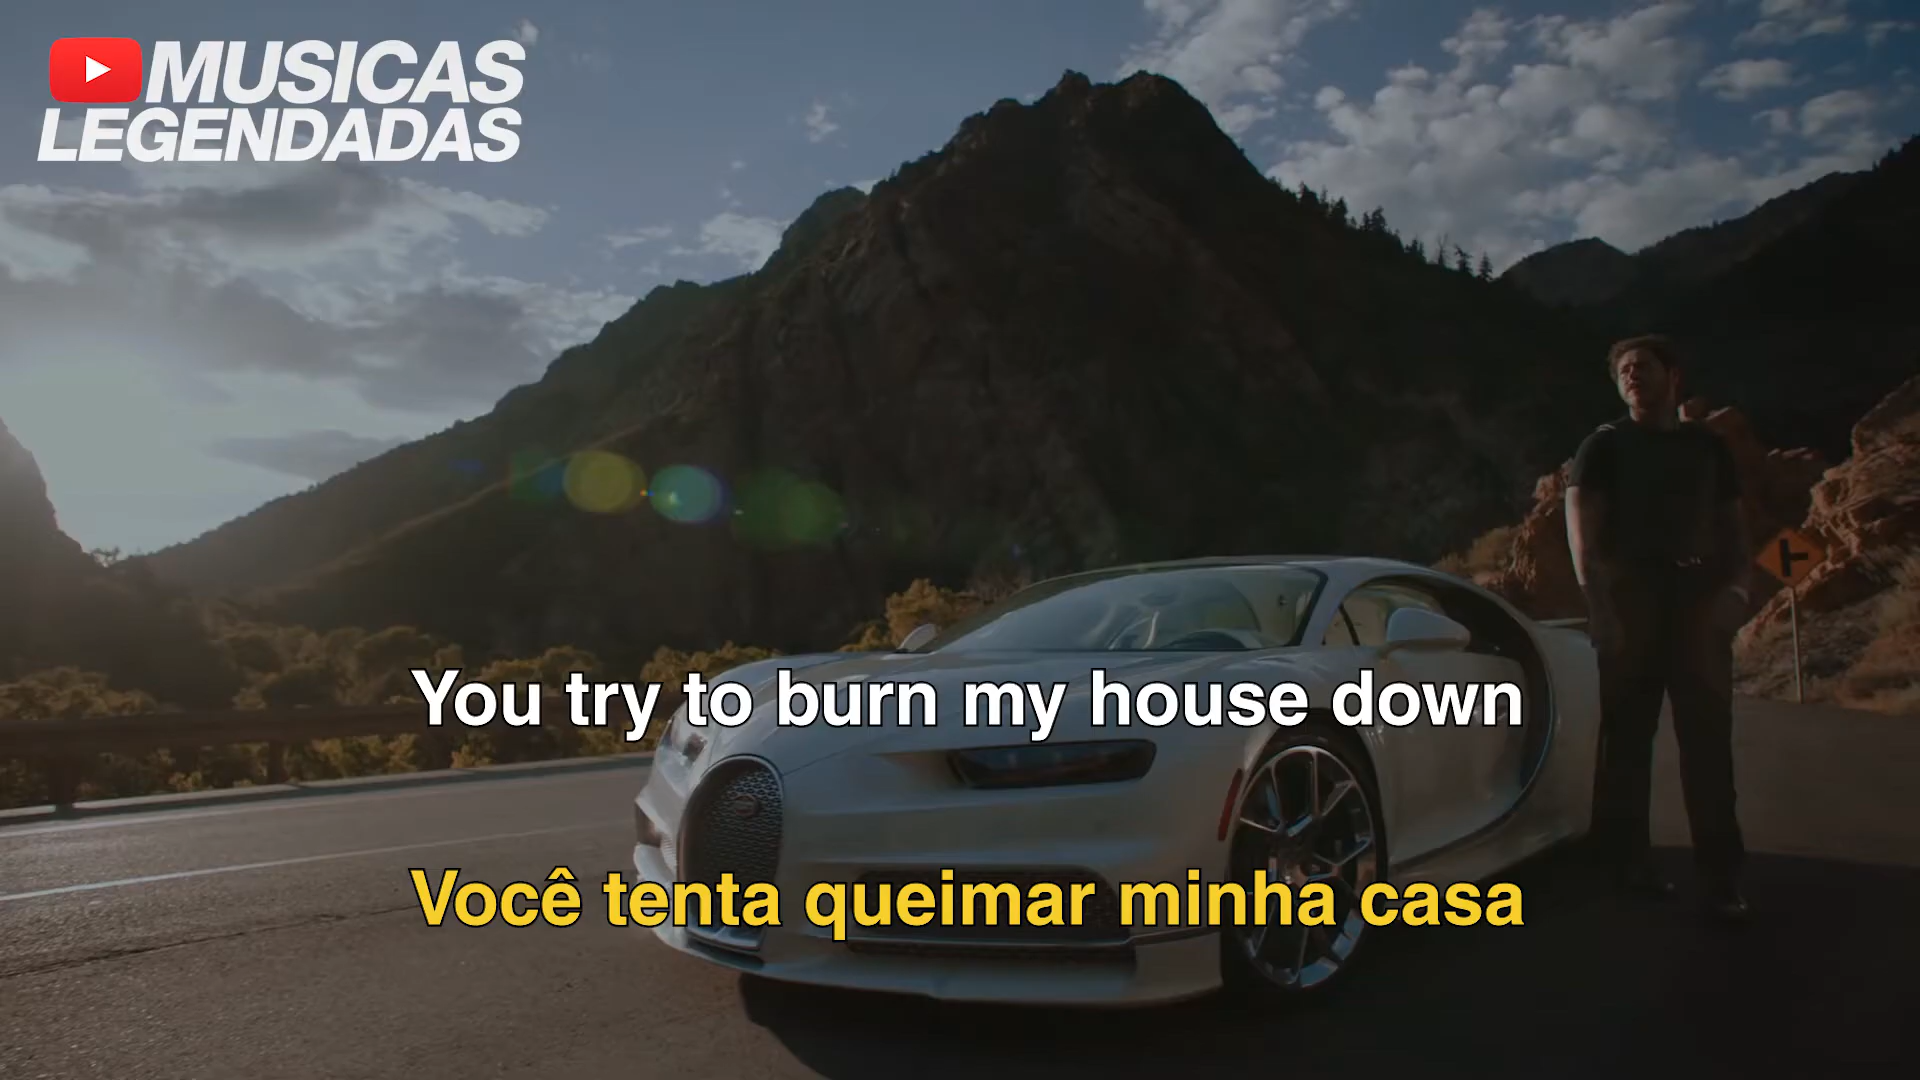 MUSICAS
LEGENDADAS
You try to burn my house down
Você tenta queimar minha casa